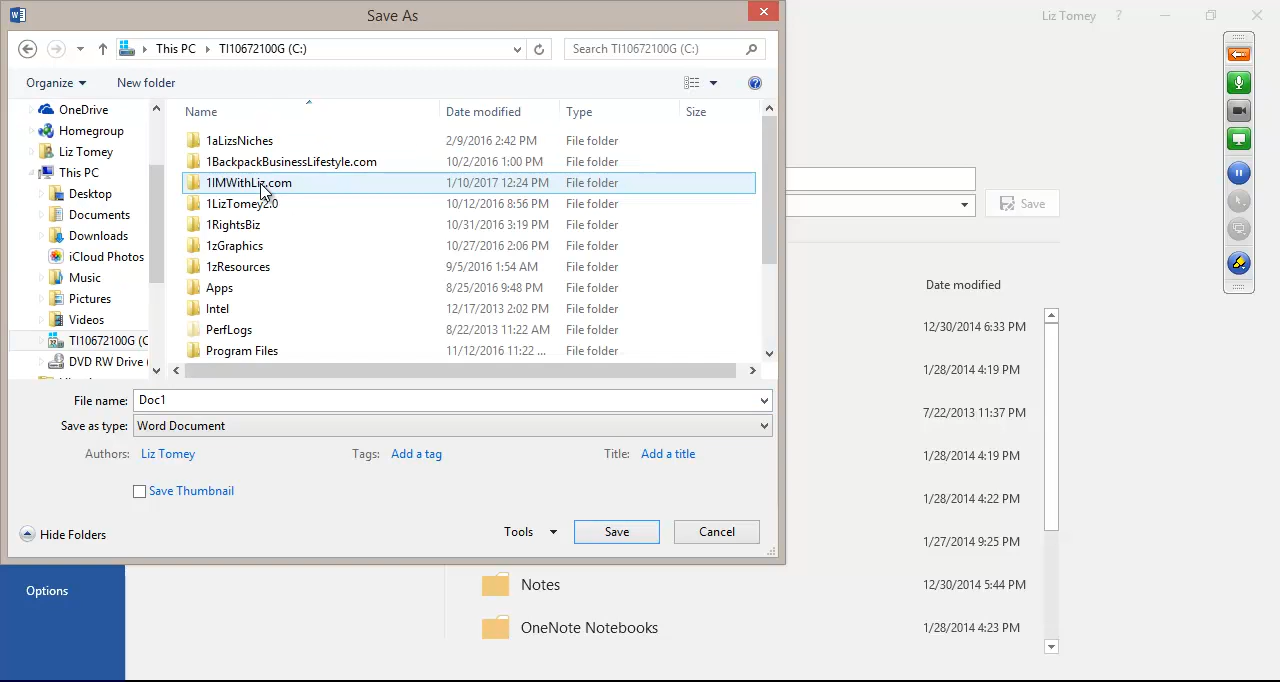 Save As
Liz Tomey ?
This PC TI10672100G (C:)
Search TI10672100G (C:)
Organize New folder
Name Date modified Type Size
OneDrive
Homegroup
Liz Tomey
This PC
Desktop
Documents
Downloads
iCloud Photos
Music
Pictures
Videos
TI10672100G (C
DVD RW Drive (
1aLizsNiches 2/9/2016 2:42 PM File folder
1BackpackBusinessLifestyle.com 10/2/2016 1:00 PM File folder
1IMWithLiz.com 1/10/2017 12:24 PM File folder
1LizTomey2.0 10/12/2016 8:56 PM File folder
1RightsBiz 10/31/2016 3:19 PM File folder
1zGraphics 10/27/2016 2:06 PM File folder
1zResources 9/5/2016 1:54 AM File folder
Apps 8/25/2016 9:48 PM File folder
Intel 12/17/2013 2:02 PM File folder
PerfLogs 8/22/2013 11:22 AM File folder
Program Files 11/12/2016 11:22 ... File folder
File name: Doc1
Save as type: Word Document
Authors: Liz Tomey Tags: Add a tag Title: Add a title
Save Thumbnail
Hide Folders Tools Save Cancel
Save
Date modified
12/30/2014 6:33 PM
1/28/2014 4:19 PM
7/22/2013 11:37 PM
1/28/2014 4:19 PM
1/28/2014 4:22 PM
1/27/2014 9:25 PM
Notes 12/30/2014 5:44 PM
OneNote Notebooks 1/28/2014 4:23 PM
Options